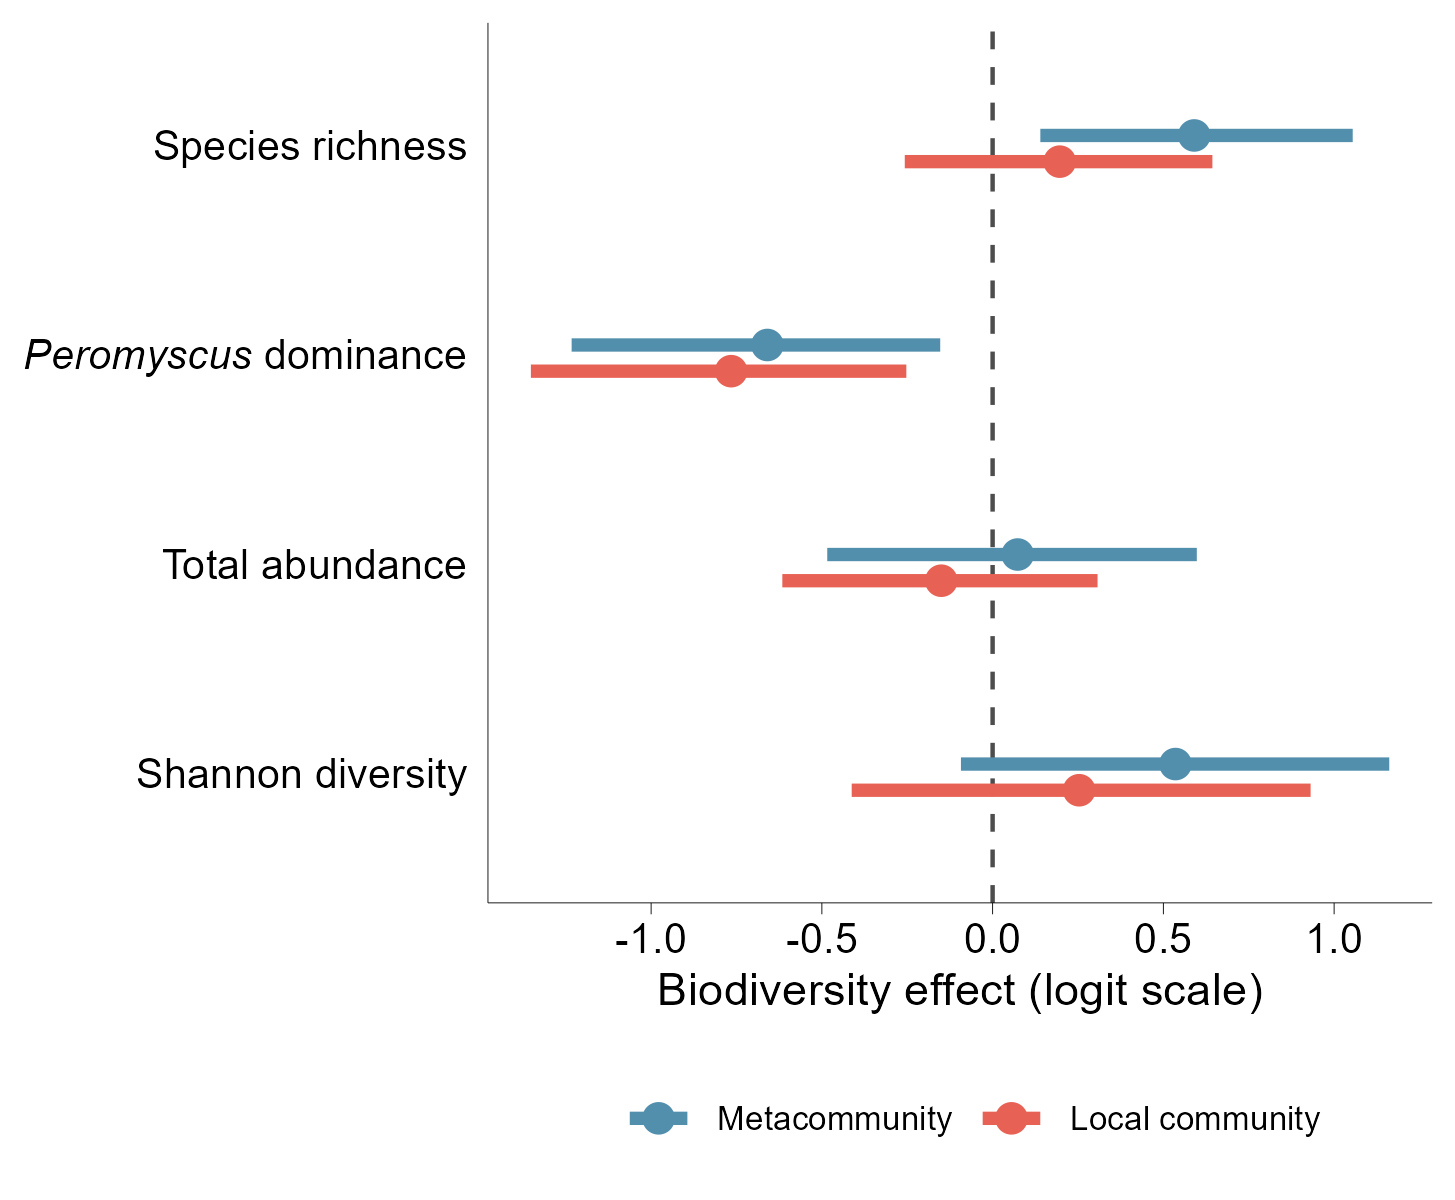 Species richness
Peromyscus dominance
Total abundance
Shannon diversity
-1.0 -0.5 0.0 0.5 1.0
Biodiversity effect (logit scale)
Metacommunity Local community